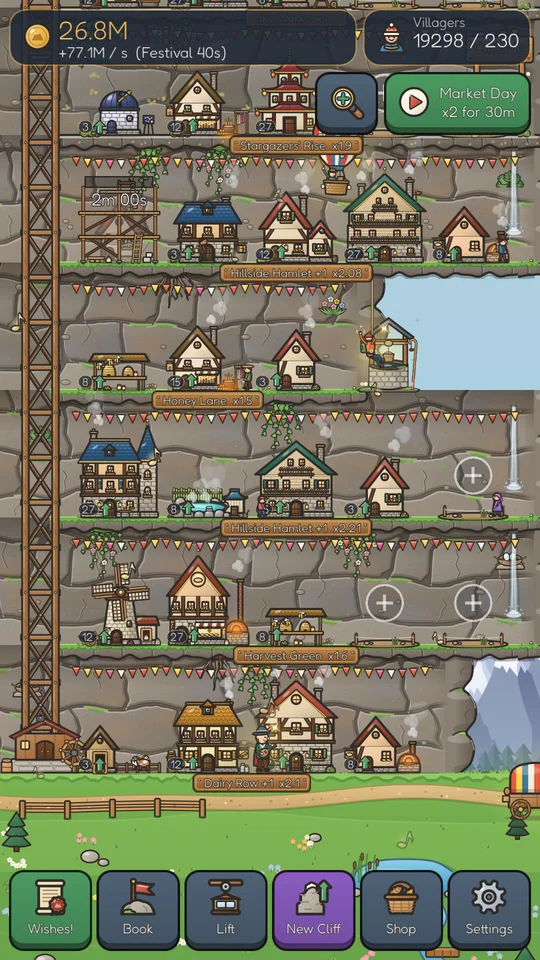 26.8M
+77.1M / s (Festival 40s)
Villagers
19298 / 230
Market Day
x2 for 30m
3
12
27
Stargazers' Rise x1.9
2m 00s
3
12
27
8
Hillside Hamlet +1 x2.08
8
15
3
Honey Lane x1.5
27
8
3
Hillside Hamlet +1 x2.21
12
27
8
Harvest Green x1.6
3
12
8
Dairy Row +1 x2.1
Wishes!
Book
Lift
New Cliff
Shop
Settings